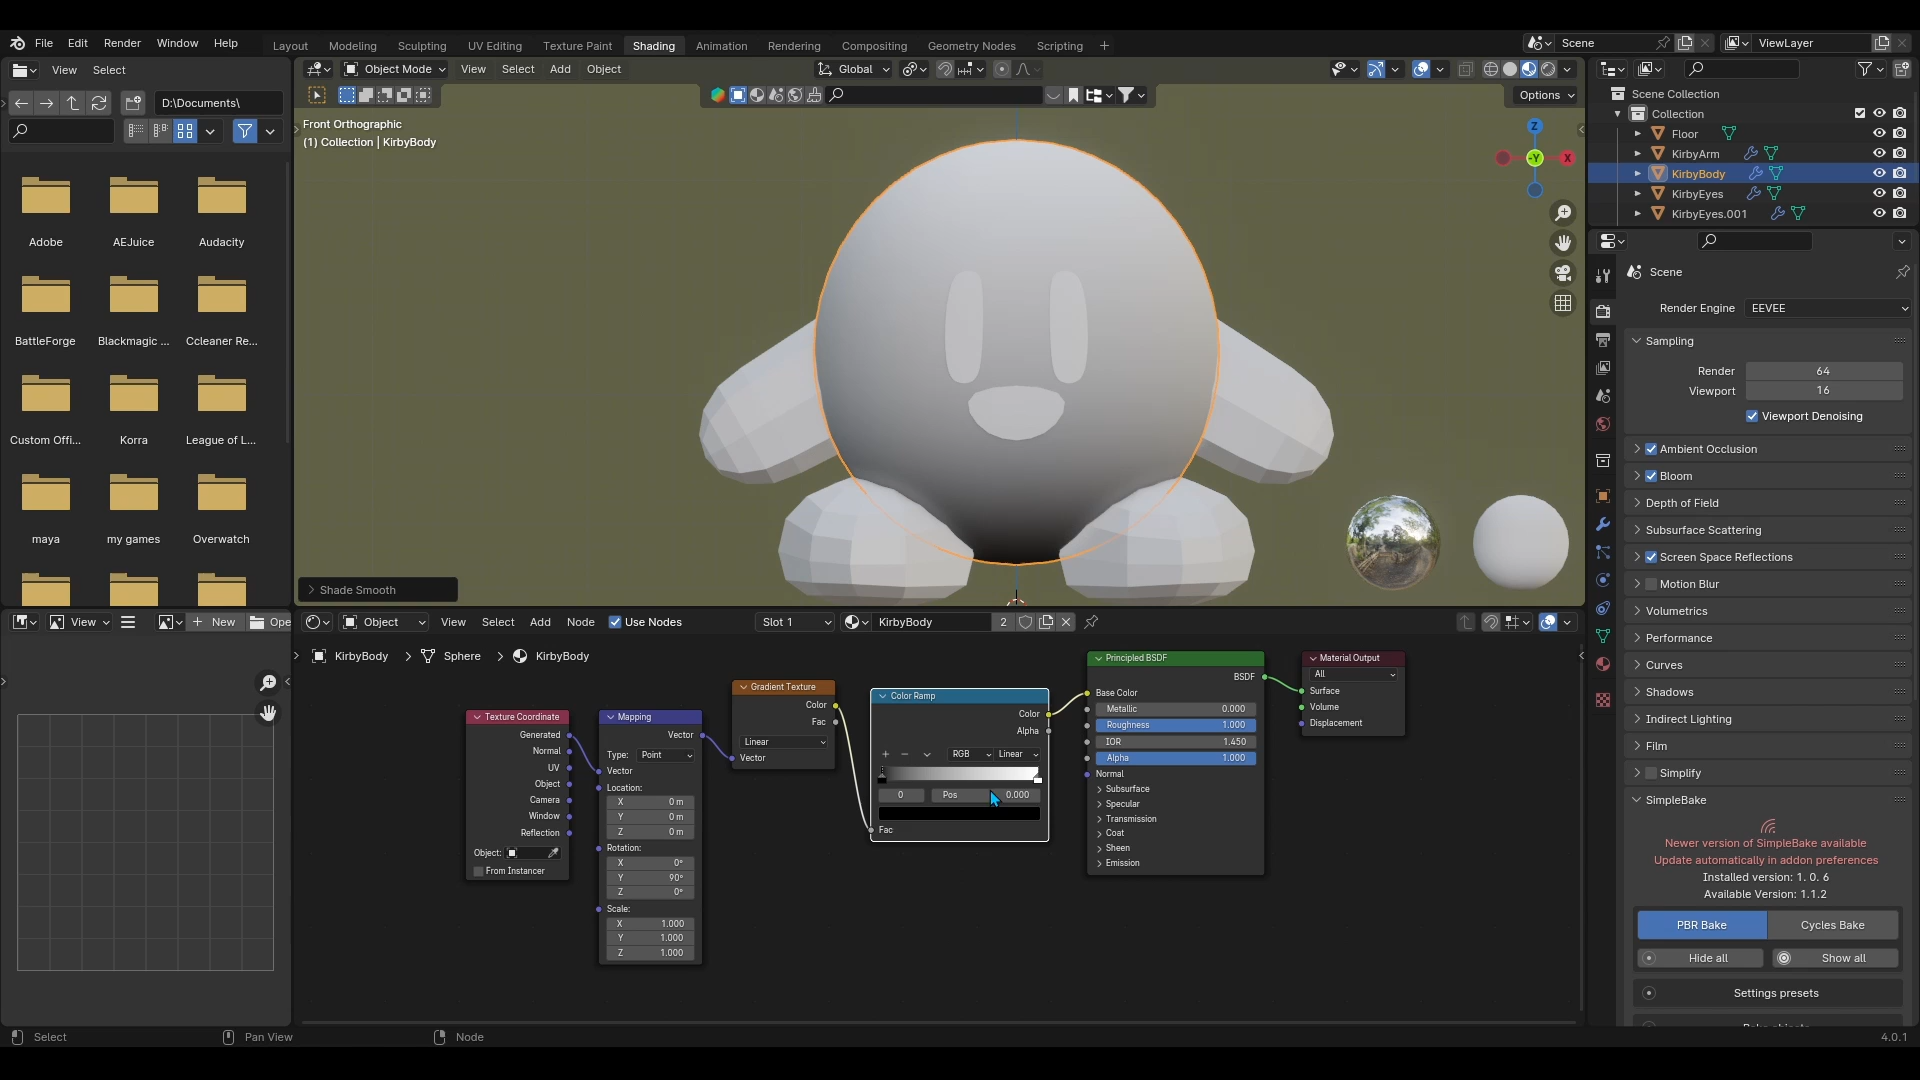 File Edit Render Window Help
Layout Modeling Sculpting UV Editing Texture Paint Shading Animation Rendering Compositing Geometry Nodes Scripting +
Scene
ViewLayer
View Select
D:\Documents\
Adobe AEJuice Audacity
BattleForge Blackmagic ... Ccleaner Re...
Custom Offi... Korra League of L...
maya my games Overwatch
Object Mode View Select Add Object
Global
Options
Front Orthographic
(1) Collection | KirbyBody
Z
-Y
X
Shade Smooth
Scene Collection
Collection
Floor
KirbyArm
KirbyBody
KirbyEyes
KirbyEyes.001
Scene
Render Engine EEVEE
Sampling
Render 64
Viewport 16
Viewport Denoising
Ambient Occlusion
Bloom
Depth of Field
Subsurface Scattering
Screen Space Reflections
Motion Blur
Volumetrics
Performance
Curves
Shadows
Indirect Lighting
Film
Simplify
SimpleBake
Newer version of SimpleBake available
Update automatically in addon preferences
Installed version: 1. 0. 6
Available Version: 1.1.2
PBR Bake Cycles Bake
Hide all Show all
Settings presets
View + New Ope
Object View Select Add Node Use Nodes Slot 1 KirbyBody 2
KirbyBody > Sphere > KirbyBody
Texture Coordinate
Generated
Normal
UV
Object
Camera
Window
Reflection
Object:
From Instancer
Mapping
Vector
Type: Point
Vector
Location:
X 0 m
Y 0 m
Z 0 m
Rotation:
X 0°
Y 90°
Z 0°
Scale:
X 1.000
Y 1.000
Z 1.000
Gradient Texture
Color
Fac
Linear
Vector
Color Ramp
Color
Alpha
+ − RGB Linear
0 Pos 0.000
Fac
Principled BSDF
BSDF
Base Color
Metallic 0.000
Roughness 1.000
IOR 1.450
Alpha 1.000
Normal
Subsurface
Specular
Transmission
Coat
Sheen
Emission
Material Output
All
Surface
Volume
Displacement
Select Pan View Node 4.0.1